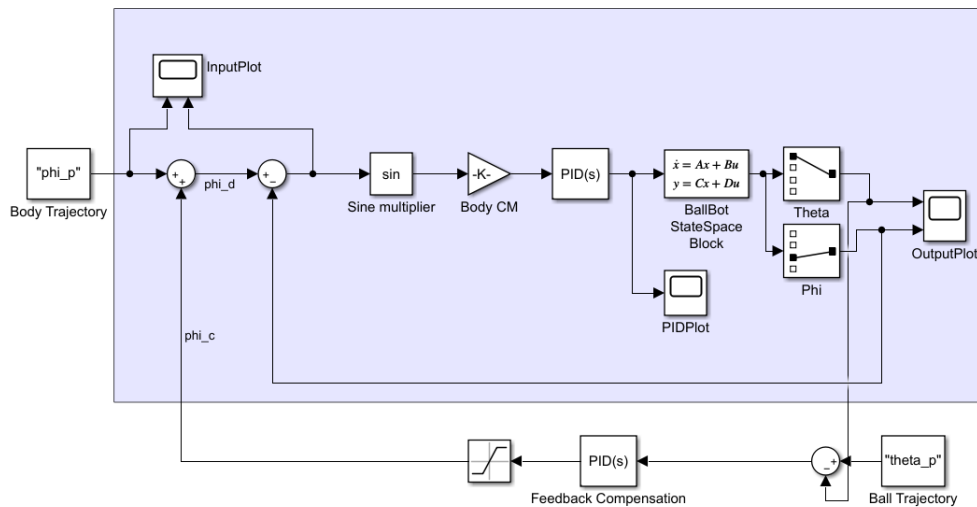 InputPlot
"phi_p"
Body Trajectory
+
+
phi_d
+
−
sin
Sine multiplier
-K-
Body CM
PID(s)
ẋ = Ax + Bu
y = Cx + Du
BallBot
StateSpace
Block
Theta
Phi
OutputPlot
PIDPlot
phi_c
PID(s)
Feedback Compensation
−
+
"theta_p"
Ball Trajectory